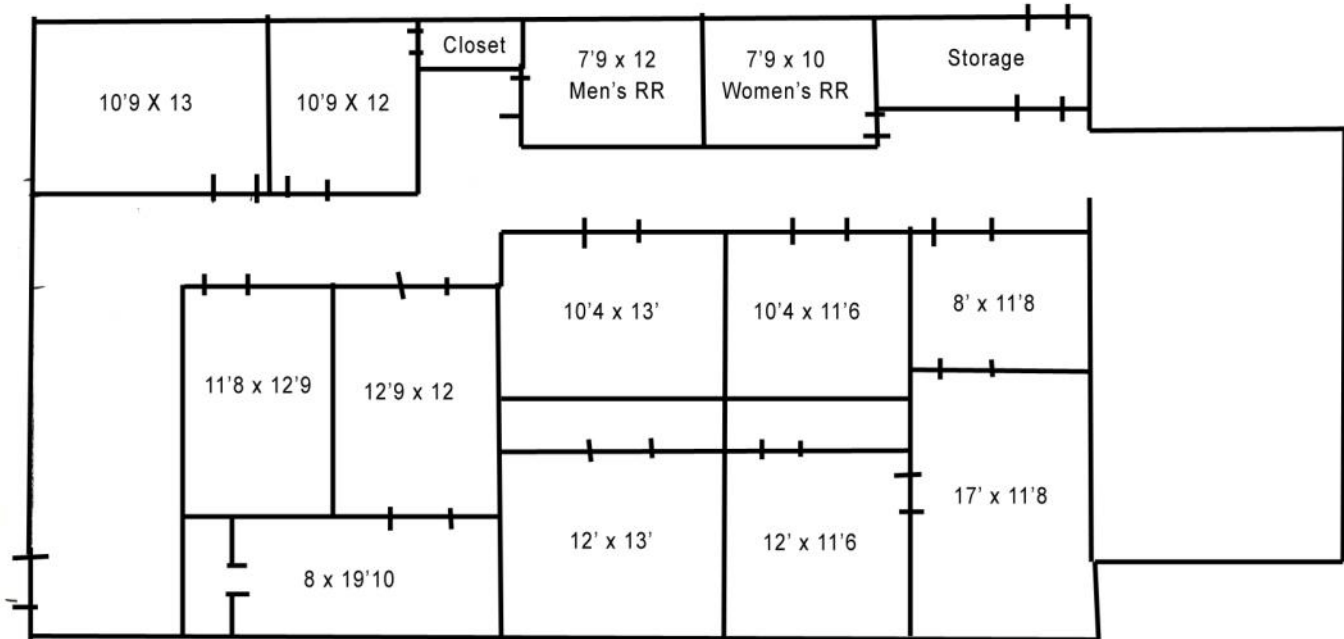 10'9 X 13
10'9 X 12
Closet
7'9 x 12
Men's RR
7'9 x 10
Women's RR
Storage
11'8 x 12'9
12'9 x 12
10'4 x 13'
10'4 x 11'6
8' x 11'8
8 x 19'10
12' x 13'
12' x 11'6
17' x 11'8